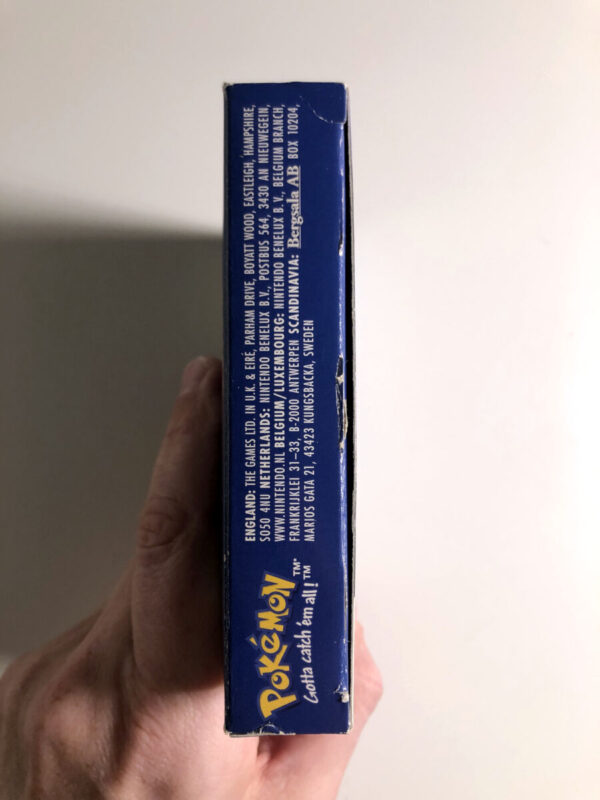 ENGLAND: THE GAMES LTD. IN U.K. & EIRÉ, PARHAM DRIVE, BOYATT WOOD, EASTLEIGH, HAMPSHIRE,
SO50 4NU NETHERLANDS: NINTENDO BENELUX B.V., POSTBUS 564, 3430 AN NIEUWEGEIN,
WWW.NINTENDO.NL BELGIUM/LUXEMBOURG: NINTENDO BENELUX B.V., BELGIUM BRANCH,
FRANKRIJKLEI 31-33, B-2000 ANTWERPEN SCANDINAVIA: Bergsala AB BOX 10204,
MARIOS GATA 21, 43423 KUNGSBACKA, SWEDEN
POKéMON™
Gotta catch 'em all!™